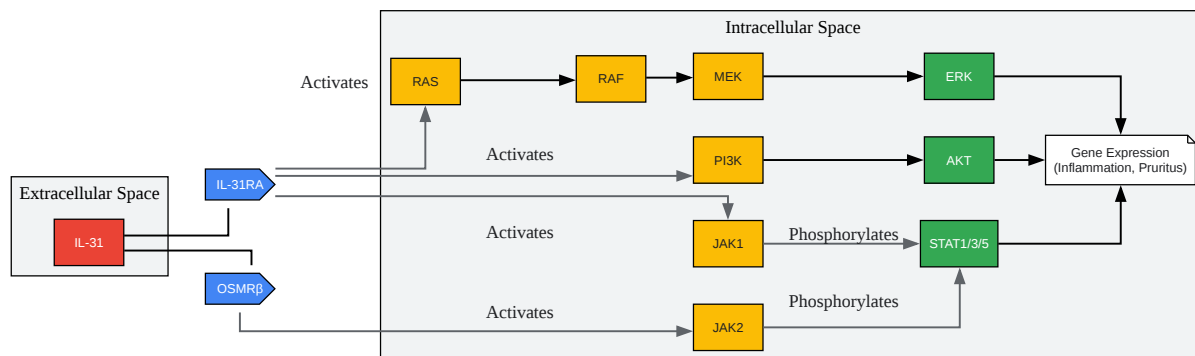 Intracellular Space
Activates
RAS
RAF
MEK
ERK
Activates
PI3K
AKT
Gene Expression
(Inflammation, Pruritus)
Extracellular Space
IL-31RA
IL-31
Activates
JAK1
Phosphorylates
STAT1/3/5
OSMRβ
Activates
JAK2
Phosphorylates